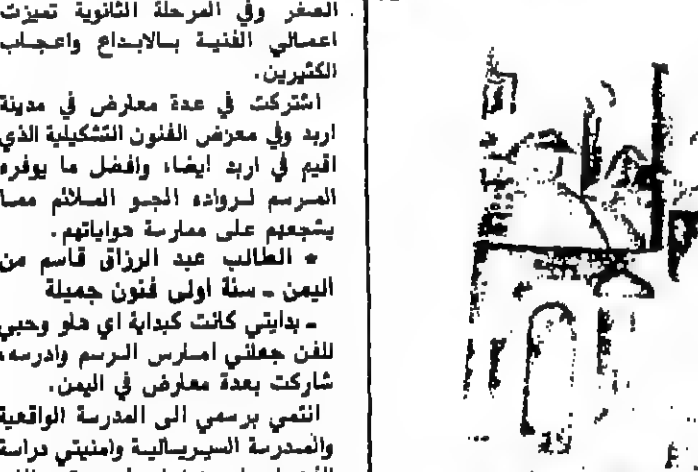 الصغر وفي المرحلة الثانوية تميزت
اعمالي الفنية بالابداع واعجاب
الكثيرين.
اشتركت في عدة معارض في مدينة
اربد وفي معرض الفنون التشكيلية الذي
اقيم في اربد ايضا، وافضل ما يوفره
المرسم لرواده الجو الملائم مما
يشجعهم على ممارسة هواياتهم.
* الطالب عبد الرزاق قاسم من
اليمن ـ سنة اولى فنون جميلة
ـ بدايتي كانت كبداية اي هاو وحبي
للفن جعلني امارس الرسم وادرسه،
شاركت بعدة معارض في اليمن.
انتمي برسمي الى المدرسة الواقعية
والمدرسة السيريالية وامنيتي دراسة